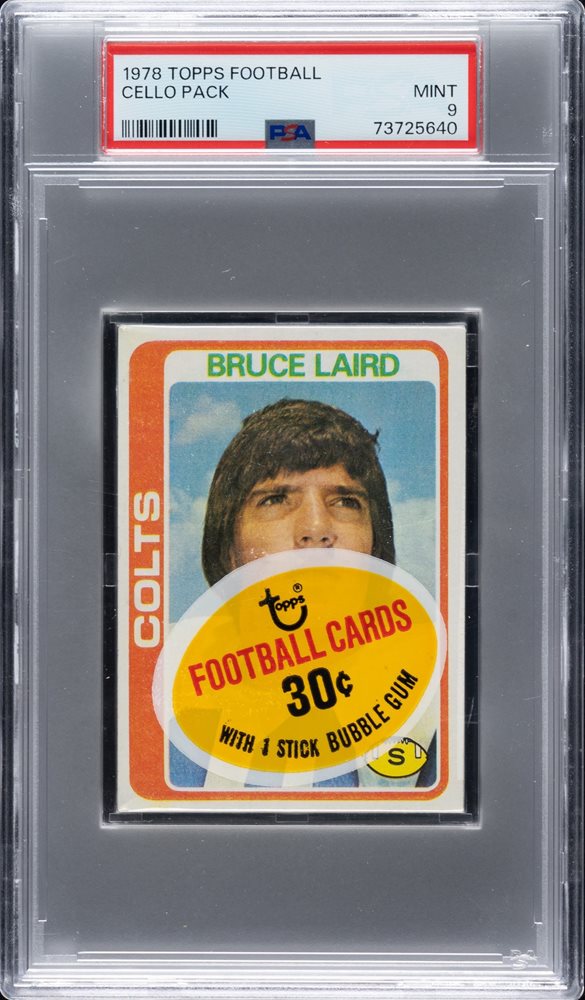 1978 TOPPS FOOTBALL
CELLO PACK
MINT
9
73725640
PSA
BRUCE LAIRD
COLTS
topps®
FOOTBALL CARDS
30¢
WITH 1 STICK BUBBLE GUM
S